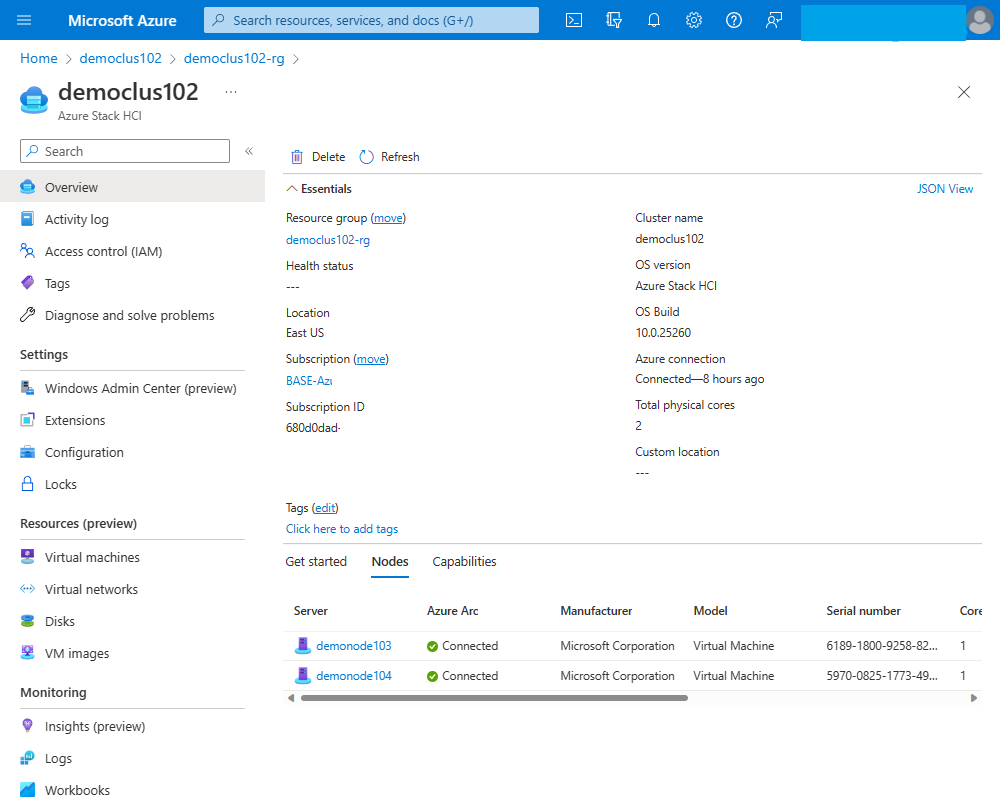 Microsoft Azure
Search resources, services, and docs (G+/)
Home > democlus102 > democlus102-rg >
democlus102 ...
Azure Stack HCI
Search «
Overview
Activity log
Access control (IAM)
Tags
Diagnose and solve problems
Settings
Windows Admin Center (preview)
Extensions
Configuration
Locks
Resources (preview)
Virtual machines
Virtual networks
Disks
VM images
Monitoring
Insights (preview)
Logs
Workbooks
Delete Refresh
Essentials JSON View
Resource group (move)
democlus102-rg
Health status
---
Location
East US
Subscription (move)
BASE-Azu
Subscription ID
680d0dad-
Cluster name
democlus102
OS version
Azure Stack HCI
OS Build
10.0.25260
Azure connection
Connected—8 hours ago
Total physical cores
2
Custom location
---
Tags (edit)
Click here to add tags
Get started Nodes Capabilities
Server Azure Arc Manufacturer Model Serial number Core
demonode103 Connected Microsoft Corporation Virtual Machine 6189-1800-9258-82... 1
demonode104 Connected Microsoft Corporation Virtual Machine 5970-0825-1773-49... 1